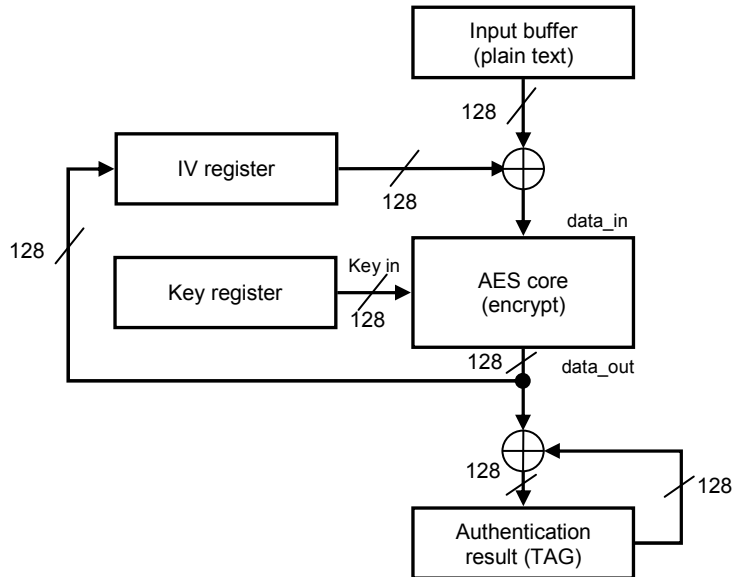 Input buffer
(plain text)
128
IV register
128
data_in
128
Key in
Key register
AES core
(encrypt)
128
128
data_out
128
128
Authentication
result (TAG)